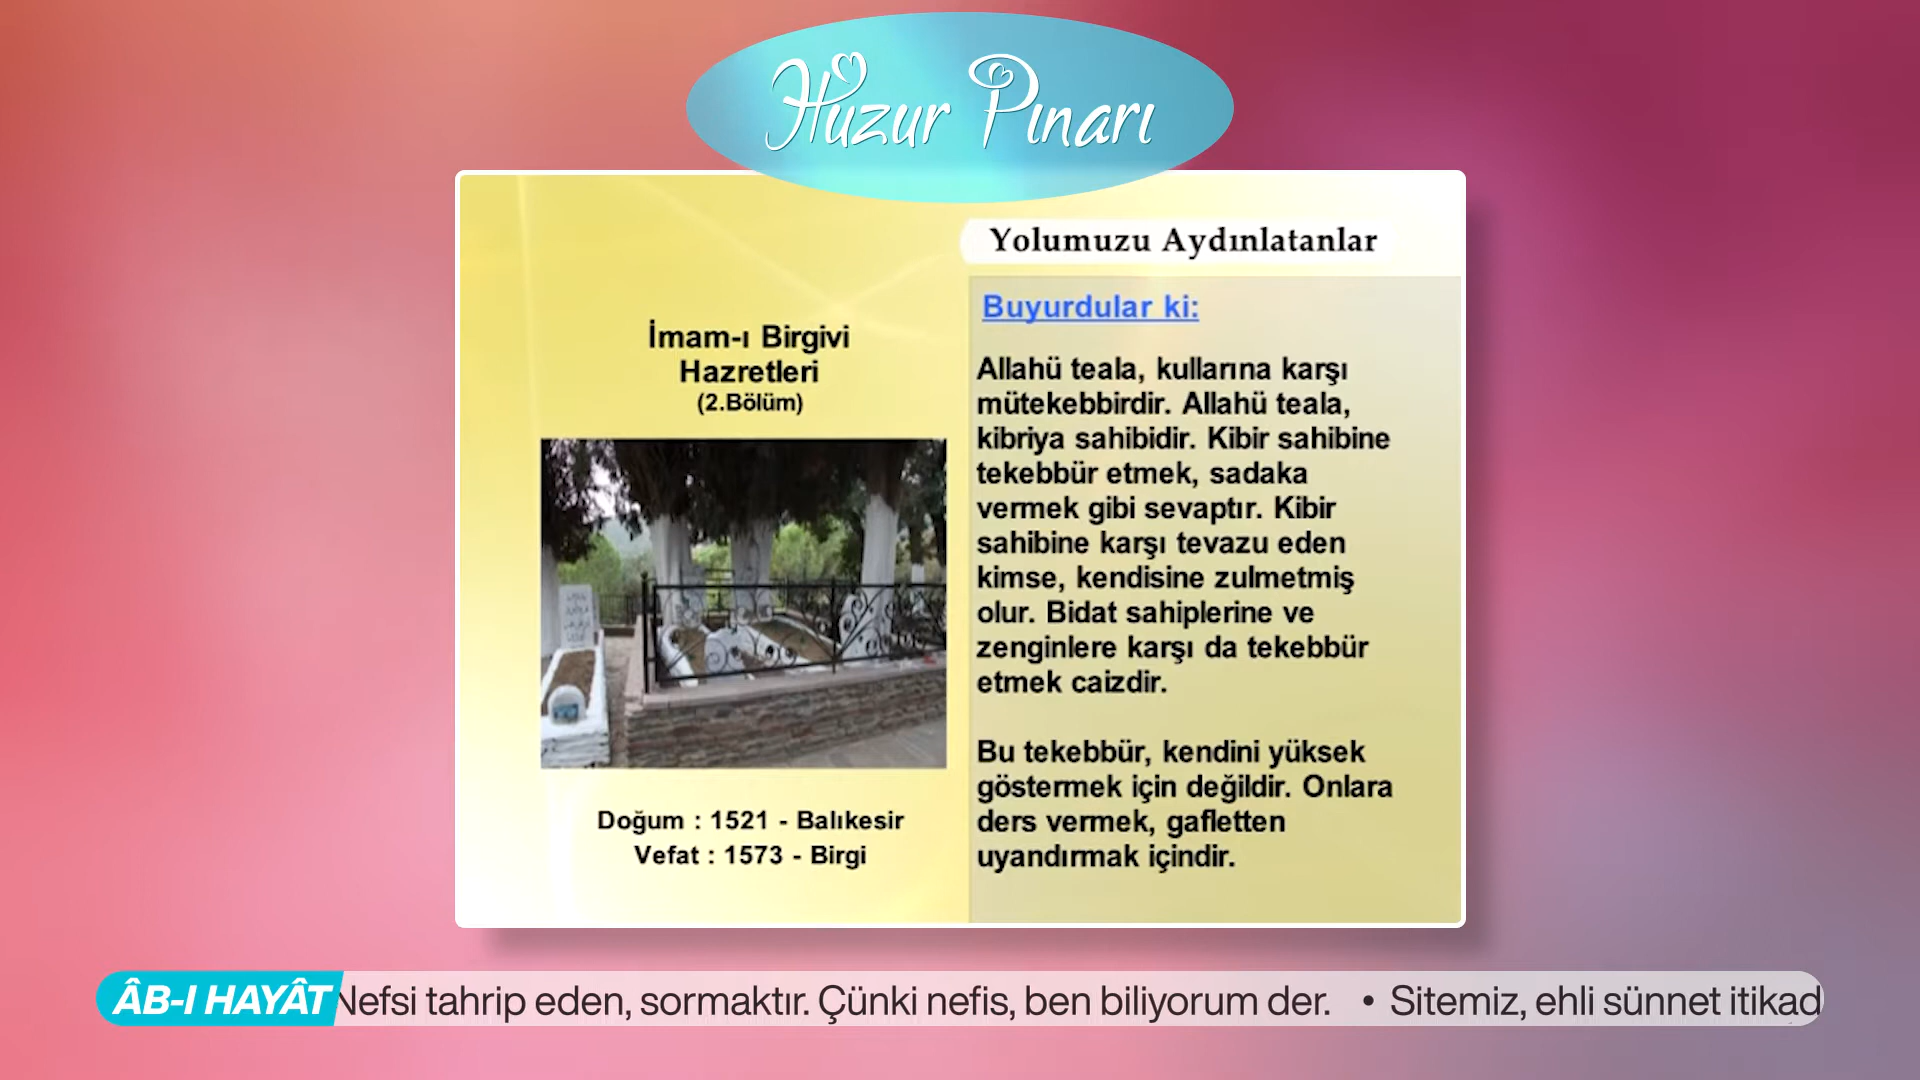 Huzur Pınarı
Yolumuzu Aydınlatanlar
İmam-ı Birgivi
Hazretleri
(2.Bölüm)
Doğum : 1521 - Balıkesir
Vefat : 1573 - Birgi
Buyurdular ki:
Allahü teala, kullarına karşı
mütekebbirdir. Allahü teala,
kibriya sahibidir. Kibir sahibine
tekebbür etmek, sadaka
vermek gibi sevaptır. Kibir
sahibine karşı tevazu eden
kimse, kendisine zulmetmiş
olur. Bidat sahiplerine ve
zenginlere karşı da tekebbür
etmek caizdir.
Bu tekebbür, kendini yüksek
göstermek için değildir. Onlara
ders vermek, gafletten
uyandırmak içindir.
ÂB-I HAYÂT Nefsi tahrip eden, sormaktır. Çünki nefis, ben biliyorum der. • Sitemiz, ehli sünnet itikad